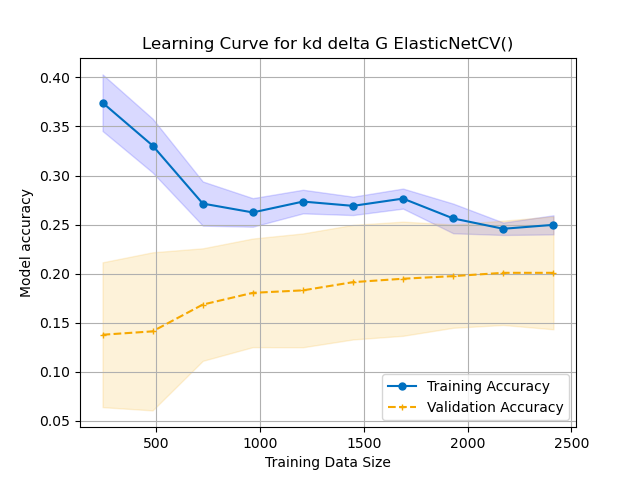 Learning Curve for kd delta G ElasticNetCV()
0.40
0.35
0.30
0.25
0.20
0.15
0.10
0.05
Model accuracy
500
1000
1500
2000
2500
Training Data Size
Training Accuracy
Validation Accuracy